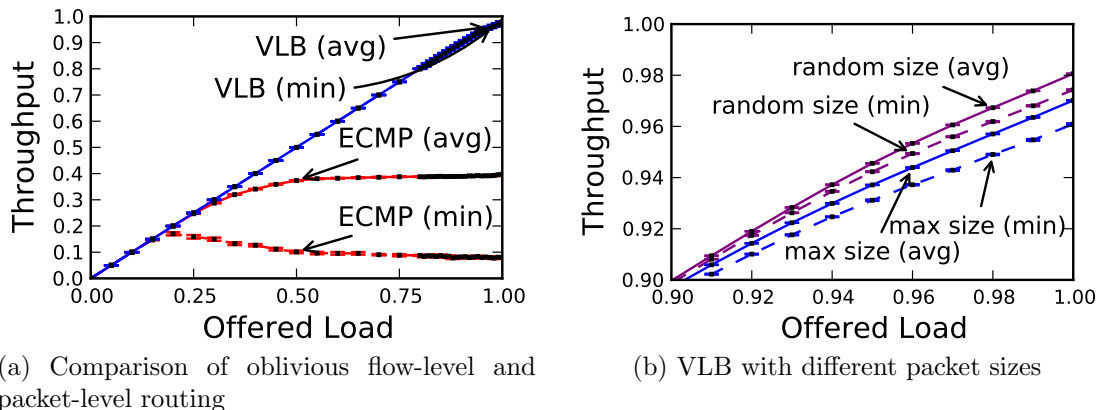 1.0
0.9
0.8
0.7
0.6
0.5
0.4
0.3
0.2
0.1
0.0
Throughput
VLB (avg)
VLB (min)
ECMP (avg)
ECMP (min)
0.00 0.25 0.50 0.75 1.00
Offered Load
(a) Comparison of oblivious flow-level and
packet-level routing
1.00
0.98
0.96
0.94
0.92
0.90
Throughput
random size (avg)
random size (min)
max size (min)
max size (avg)
0.90 0.92 0.94 0.96 0.98 1.00
Offered Load
(b) VLB with different packet sizes